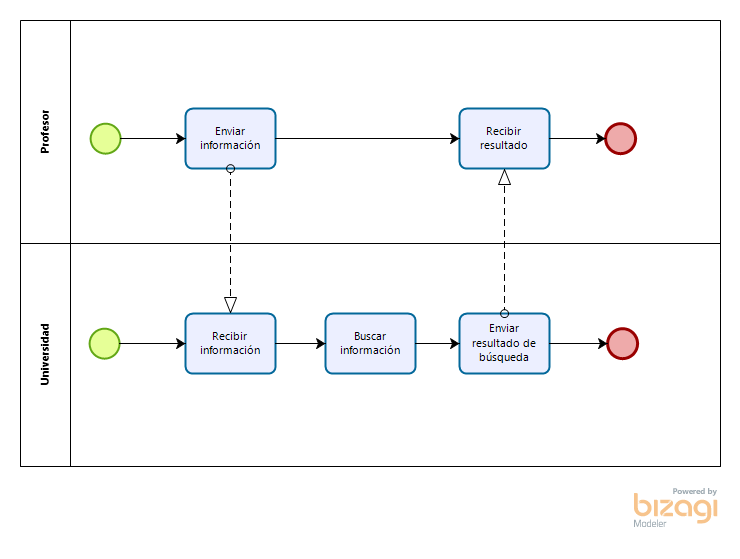 Profesor
Enviar
información
Recibir
resultado
Universidad
Recibir
información
Buscar
información
Enviar
resultado de
búsqueda
Powered by
bizagi
Modeler